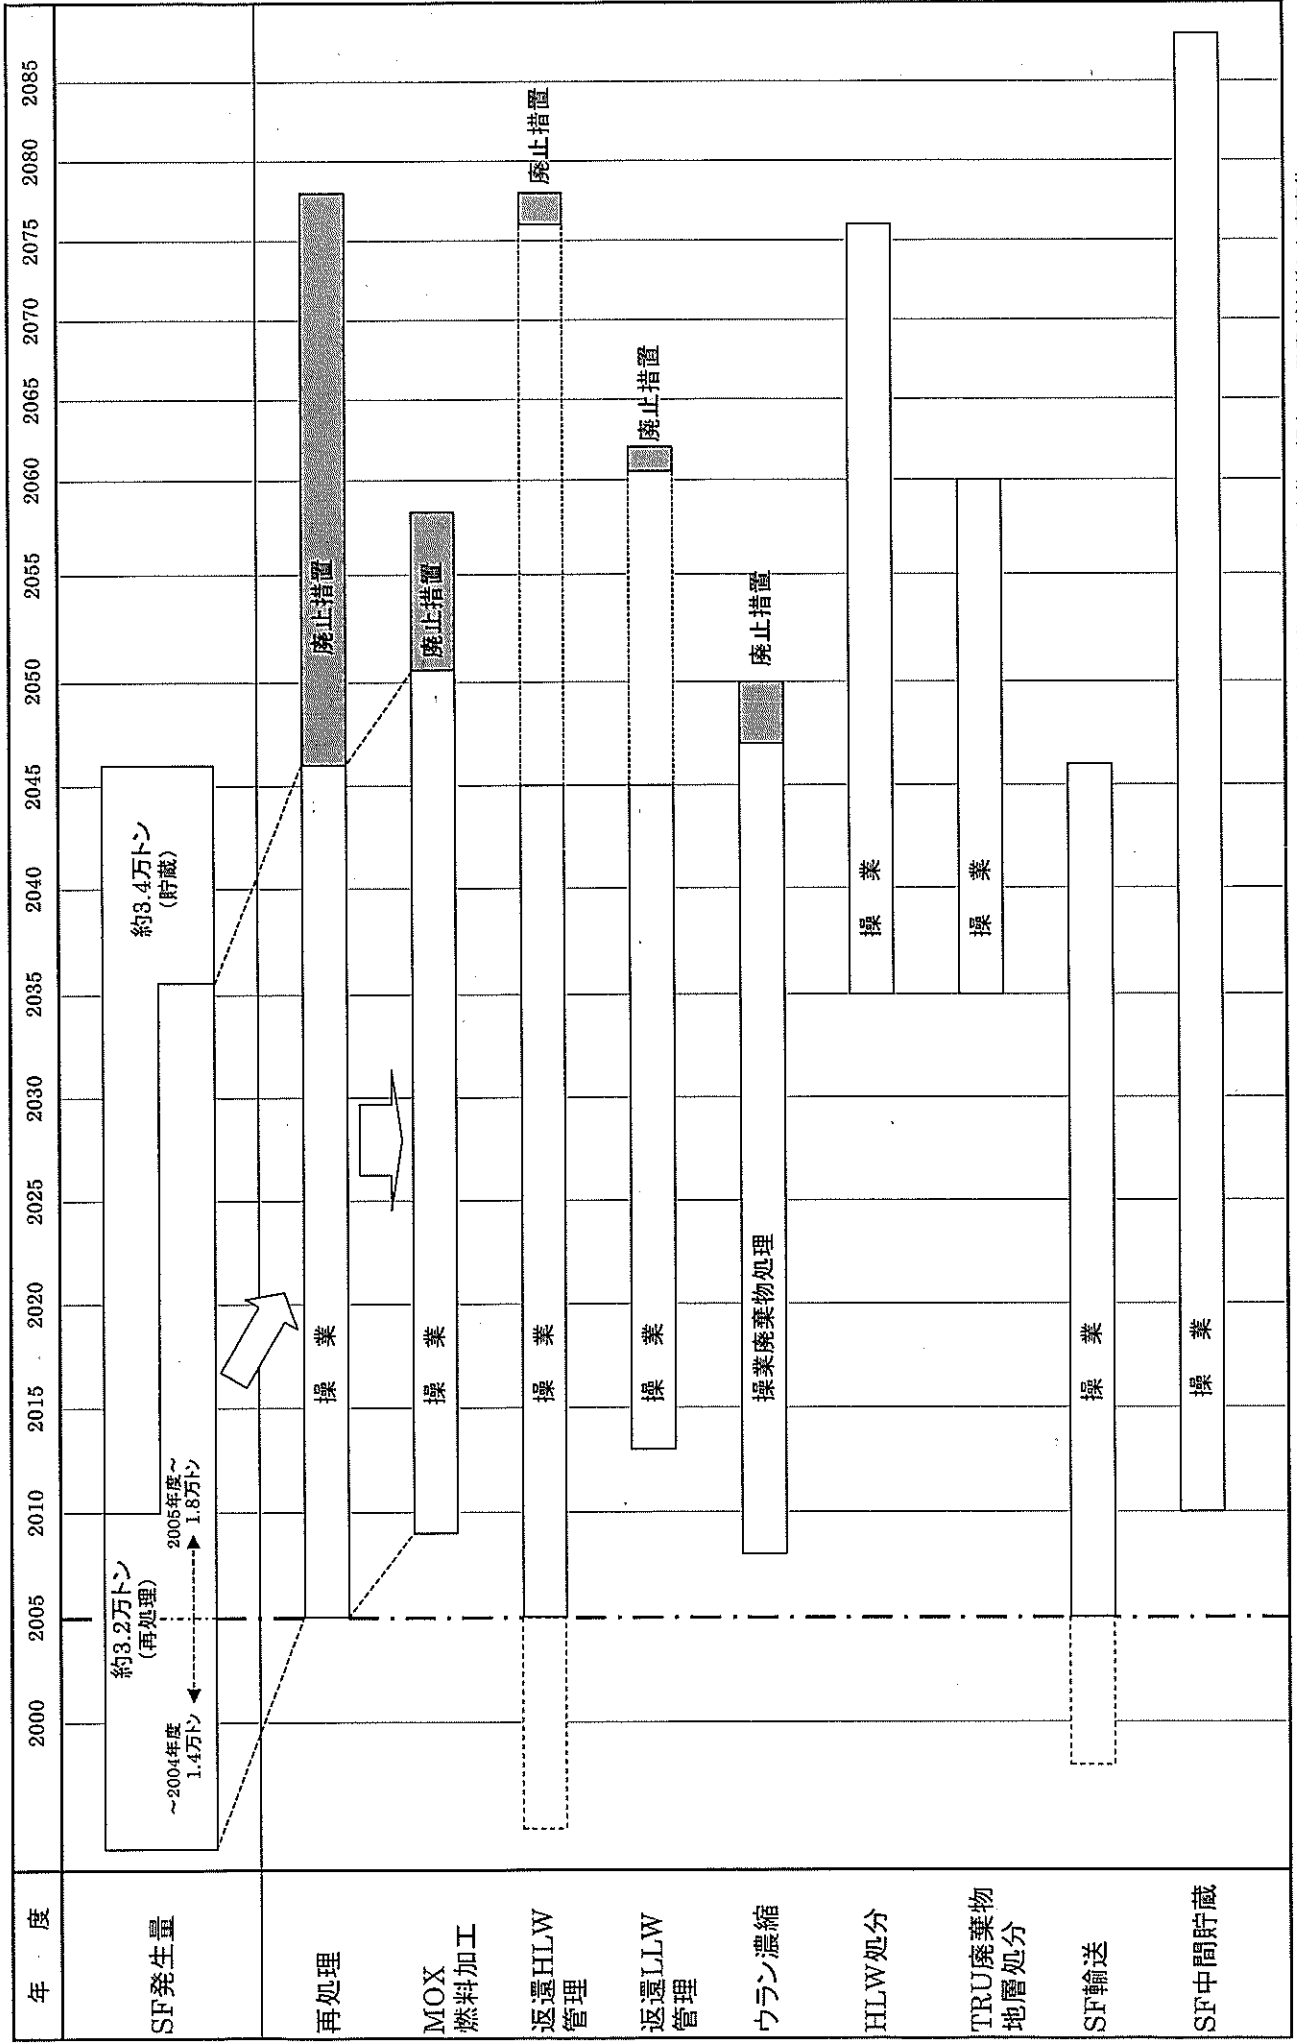 年 度
2000
2005
2010
2015
2020
2025
2030
2035
2040
2045
2050
2055
2060
2065
2070
2075
2080
2085
SF発生量
約3.2万トン
(再処理)
～2004年度
1.4万トン
2005年度～
1.8万トン
約3.4万トン
(貯蔵)
再処理
操 業
廃止措置
MOX
燃料加工
操 業
廃止措置
返還HLW
管理
操 業
廃止措置
返還LLW
管理
操 業
廃止措置
ウラン濃縮
操業廃棄物処理
廃止措置
HLW処分
操 業
TRU廃棄物
地層処分
操 業
SF輸送
操 業
SF中間貯蔵
操 業